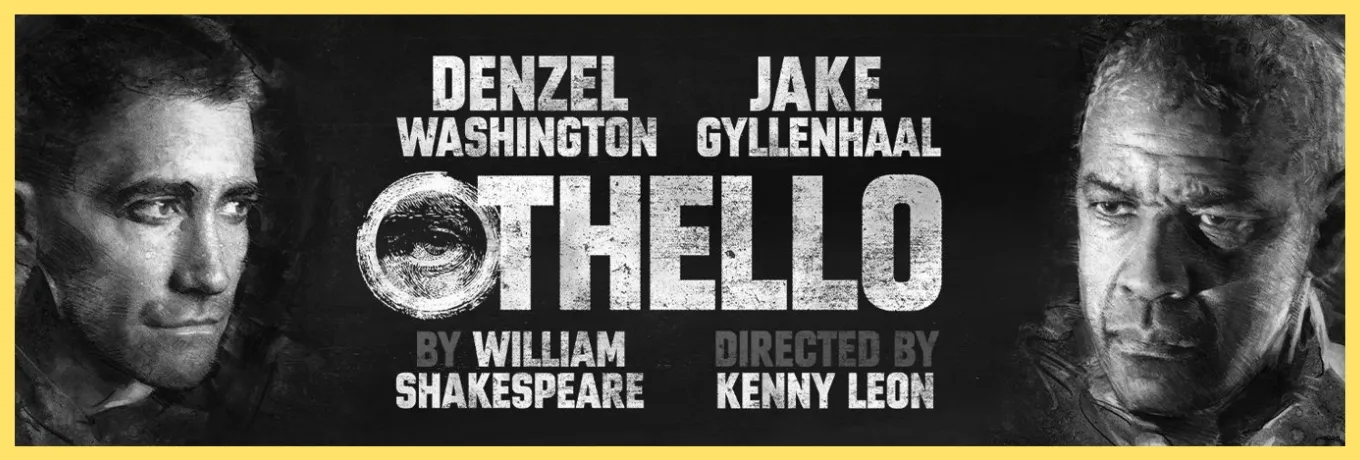 DENZEL
WASHINGTON
JAKE
GYLLENHAAL
OTHELLO
BY WILLIAM
SHAKESPEARE
DIRECTED BY
KENNY LEON